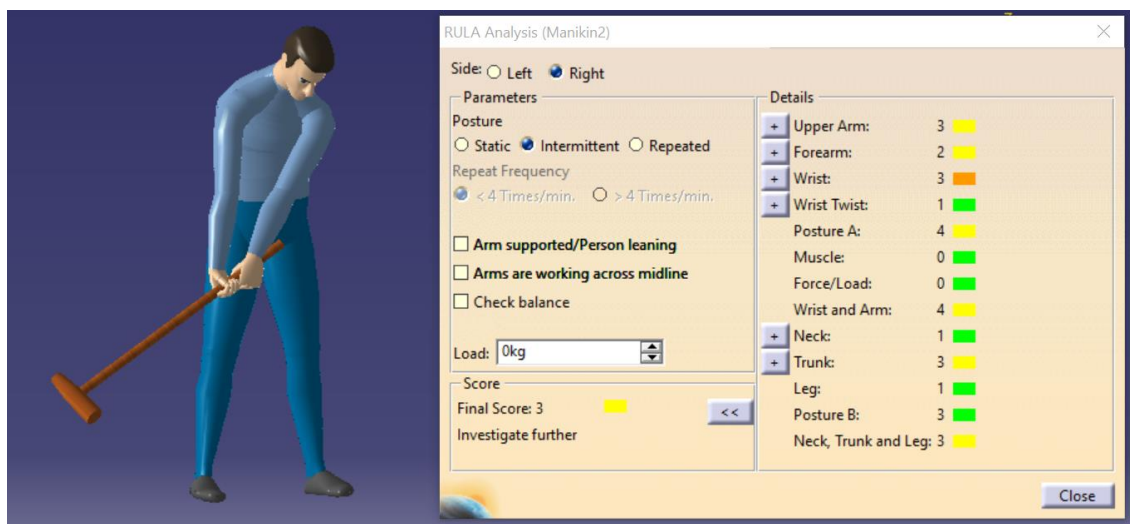 RULA Analysis (Manikin2)
Side: Left Right
Parameters
Posture
Static Intermittent Repeated
Repeat Frequency
< 4 Times/min. > 4 Times/min.
Arm supported/Person leaning
Arms are working across midline
Check balance
Load: 0kg
Score
Final Score: 3
<<
Investigate further
Details
+ Upper Arm: 3
+ Forearm: 2
+ Wrist: 3
+ Wrist Twist: 1
Posture A: 4
Muscle: 0
Force/Load: 0
Wrist and Arm: 4
+ Neck: 1
+ Trunk: 3
Leg: 1
Posture B: 3
Neck, Trunk and Leg: 3
Close